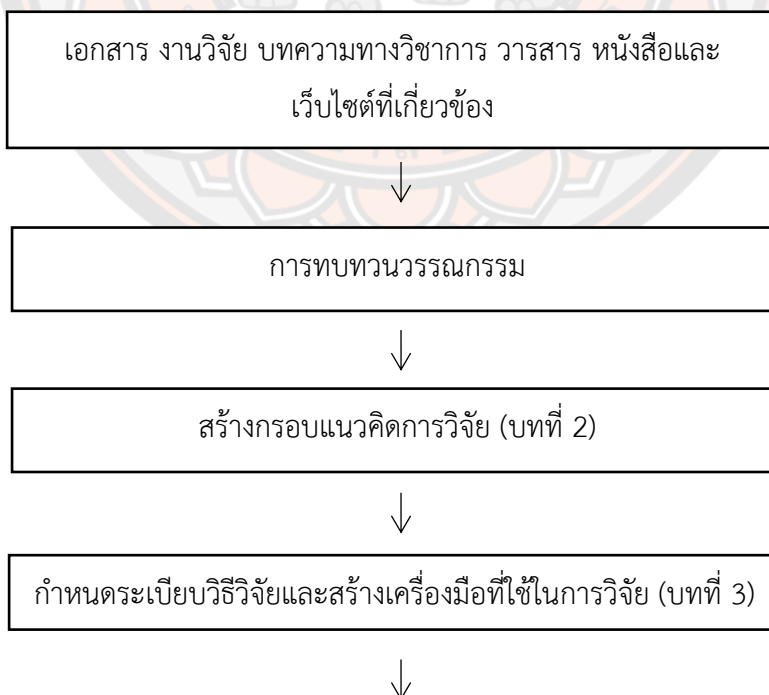 เอกสาร งานวิจัย บทความทางวิชาการ วารสาร หนังสือและ
เว็บไซต์ที่เกี่ยวข้อง
การทบทวนวรรณกรรม
สร้างกรอบแนวคิดการวิจัย (บทที่ 2)
กำหนดระเบียบวิธีวิจัยและสร้างเครื่องมือที่ใช้ในการวิจัย (บทที่ 3)